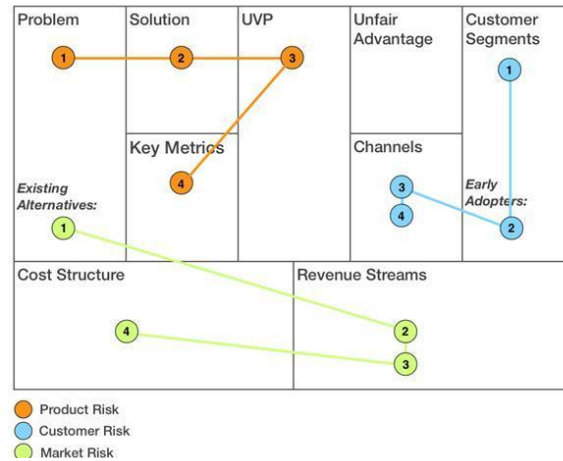 Problem
Solution
UVP
Unfair
Advantage
Customer
Segments
1
2
3
1
Key Metrics
4
Channels
3
4
Existing
Alternatives:
1
Early
Adopters:
2
Cost Structure
Revenue Streams
4
2
3
Product Risk
Customer Risk
Market Risk